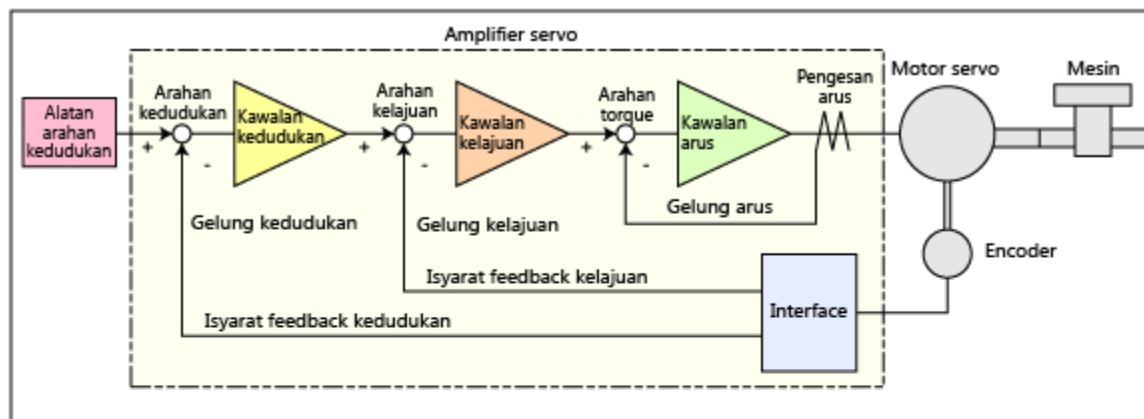 Amplifier servo
Alatan
arahan
kedudukan
+
Arahan
kedudukan
-
Kawalan
kedudukan
+
Arahan
kelajuan
-
Kawalan
kelajuan
+
Arahan
torque
-
Kawalan
arus
Pengesan
arus
Motor servo
Mesin
Gelung kedudukan
Gelung kelajuan
Gelung arus
Encoder
Isyarat feedback kelajuan
Isyarat feedback kedudukan
Interface